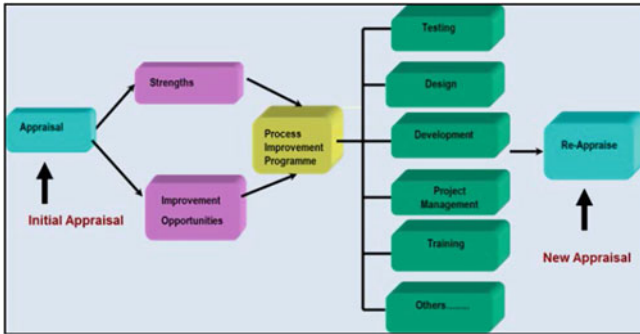 Appraisal
Initial Appraisal
Strengths
Improvement
Opportunities
Process
Improvement
Programme
Testing
Design
Development
Project
Management
Training
Others.........
Re-Appraise
New Appraisal